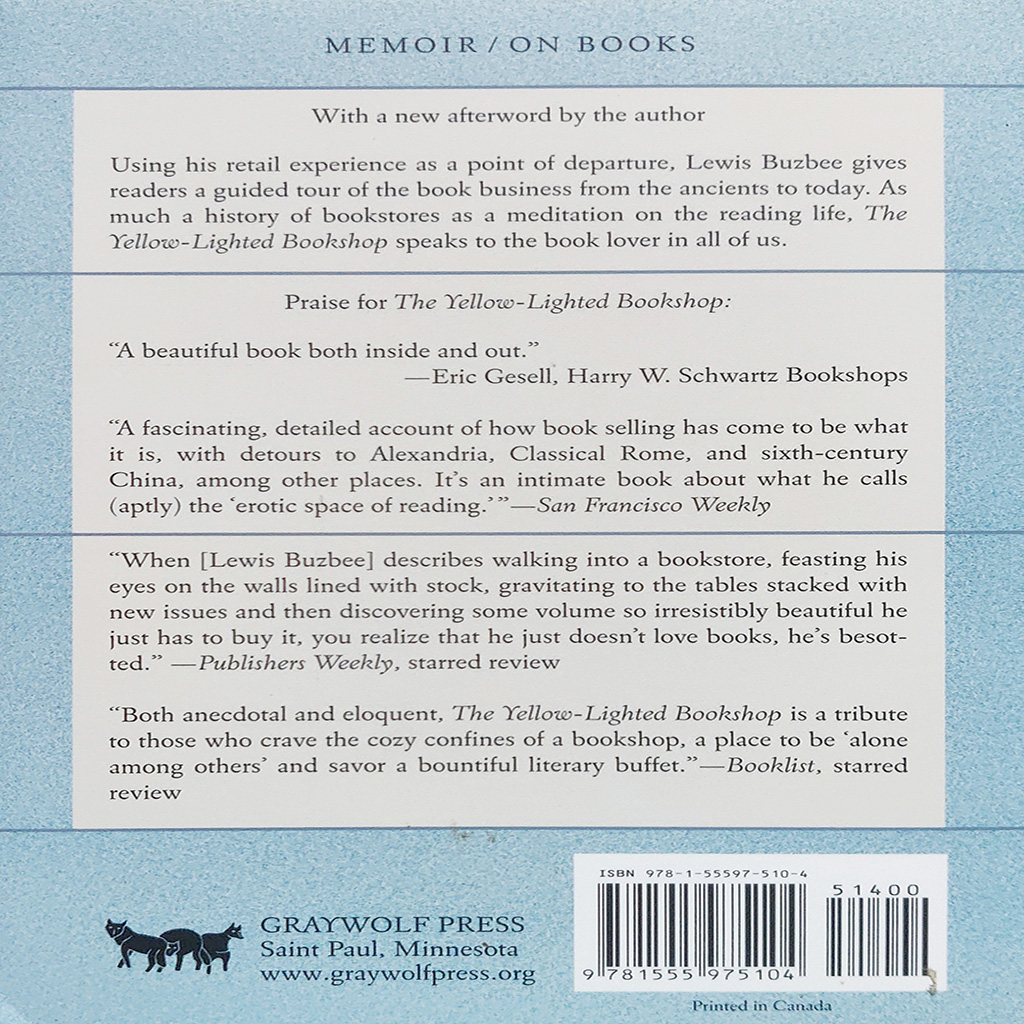 MEMOIR / ON BOOKS
With a new afterword by the author
Using his retail experience as a point of departure, Lewis Buzbee gives
readers a guided tour of the book business from the ancients to today. As
much a history of bookstores as a meditation on the reading life, The
Yellow-Lighted Bookshop speaks to the book lover in all of us.
Praise for The Yellow-Lighted Bookshop:
“A beautiful book both inside and out.”
—Eric Gesell, Harry W. Schwartz Bookshops
“A fascinating, detailed account of how book selling has come to be what
it is, with detours to Alexandria, Classical Rome, and sixth-century
China, among other places. It’s an intimate book about what he calls
(aptly) the ‘erotic space of reading.’”—San Francisco Weekly
“When [Lewis Buzbee] describes walking into a bookstore, feasting his
eyes on the walls lined with stock, gravitating to the tables stacked with
new issues and then discovering some volume so irresistibly beautiful he
just has to buy it, you realize that he just doesn’t love books, he’s besot-
ted.” —Publishers Weekly, starred review
“Both anecdotal and eloquent, The Yellow-Lighted Bookshop is a tribute
to those who crave the cozy confines of a bookshop, a place to be ‘alone
among others’ and savor a bountiful literary buffet.”—Booklist, starred
review
GRAYWOLF PRESS
Saint Paul, Minnesota
www.graywolfpress.org
ISBN 978-1-55597-510-4
51400
9 781555 975104
Printed in Canada